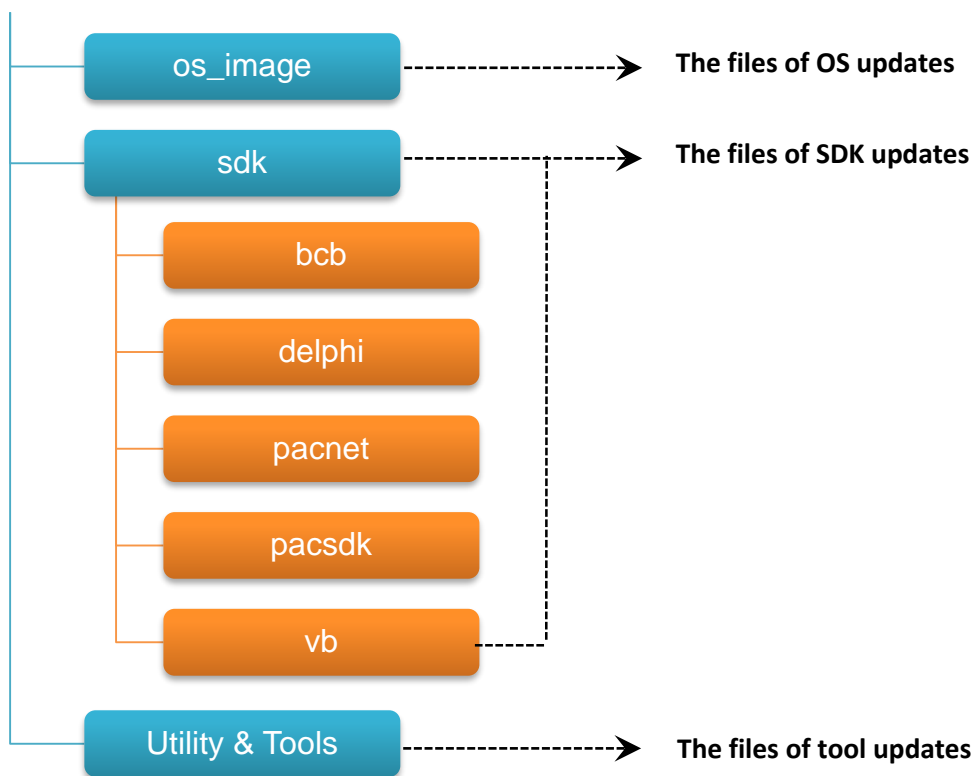 os_image
The files of OS updates
sdk
The files of SDK updates
bcb
delphi
pacnet
pacsdk
vb
Utility & Tools
The files of tool updates